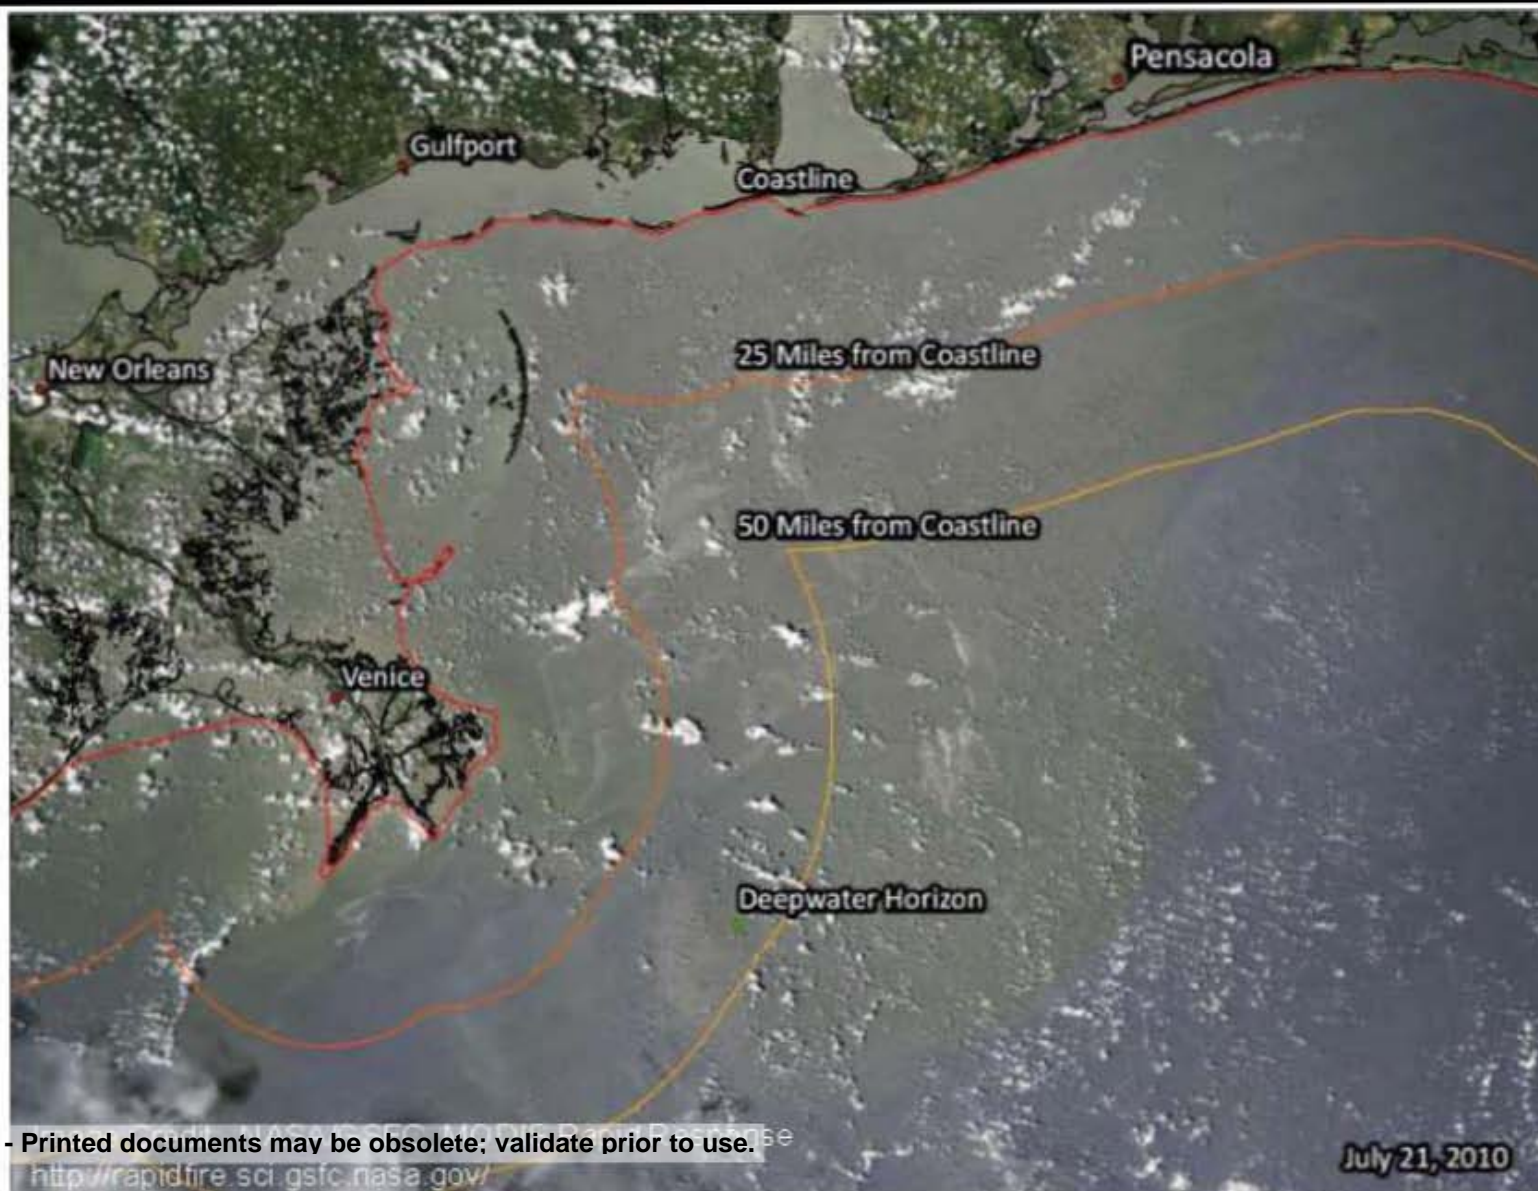 Pensacola
Gulfport
Coastline
25 Miles from Coastline
New Orleans
50 Miles from Coastline
Venice
Deepwater Horizon
- Printed documents may be obsolete; validate prior to use.
July 21, 2010
http://rapidfire.sci.gsfc.nasa.gov/